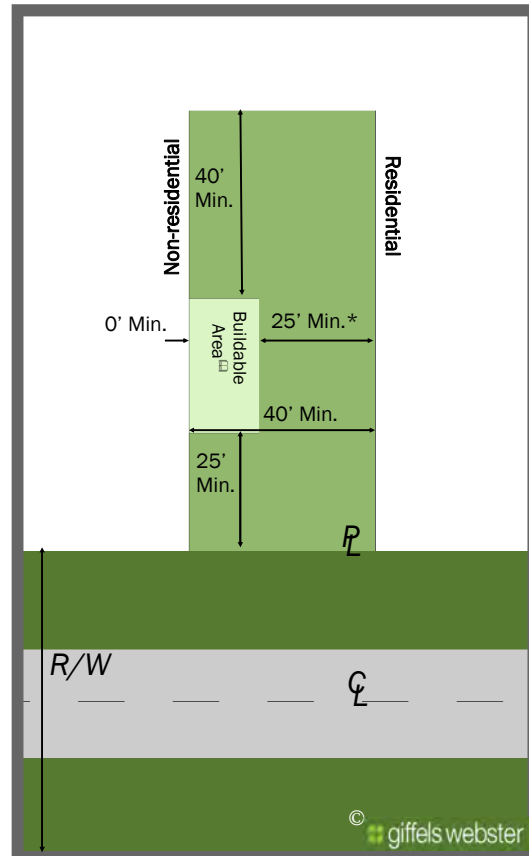 Non-residential
Residential
40'
Min.
0' Min.
Buildable
Area
25' Min.*
40' Min.
25'
Min.
PL
R/W
CL
©
giffels webster